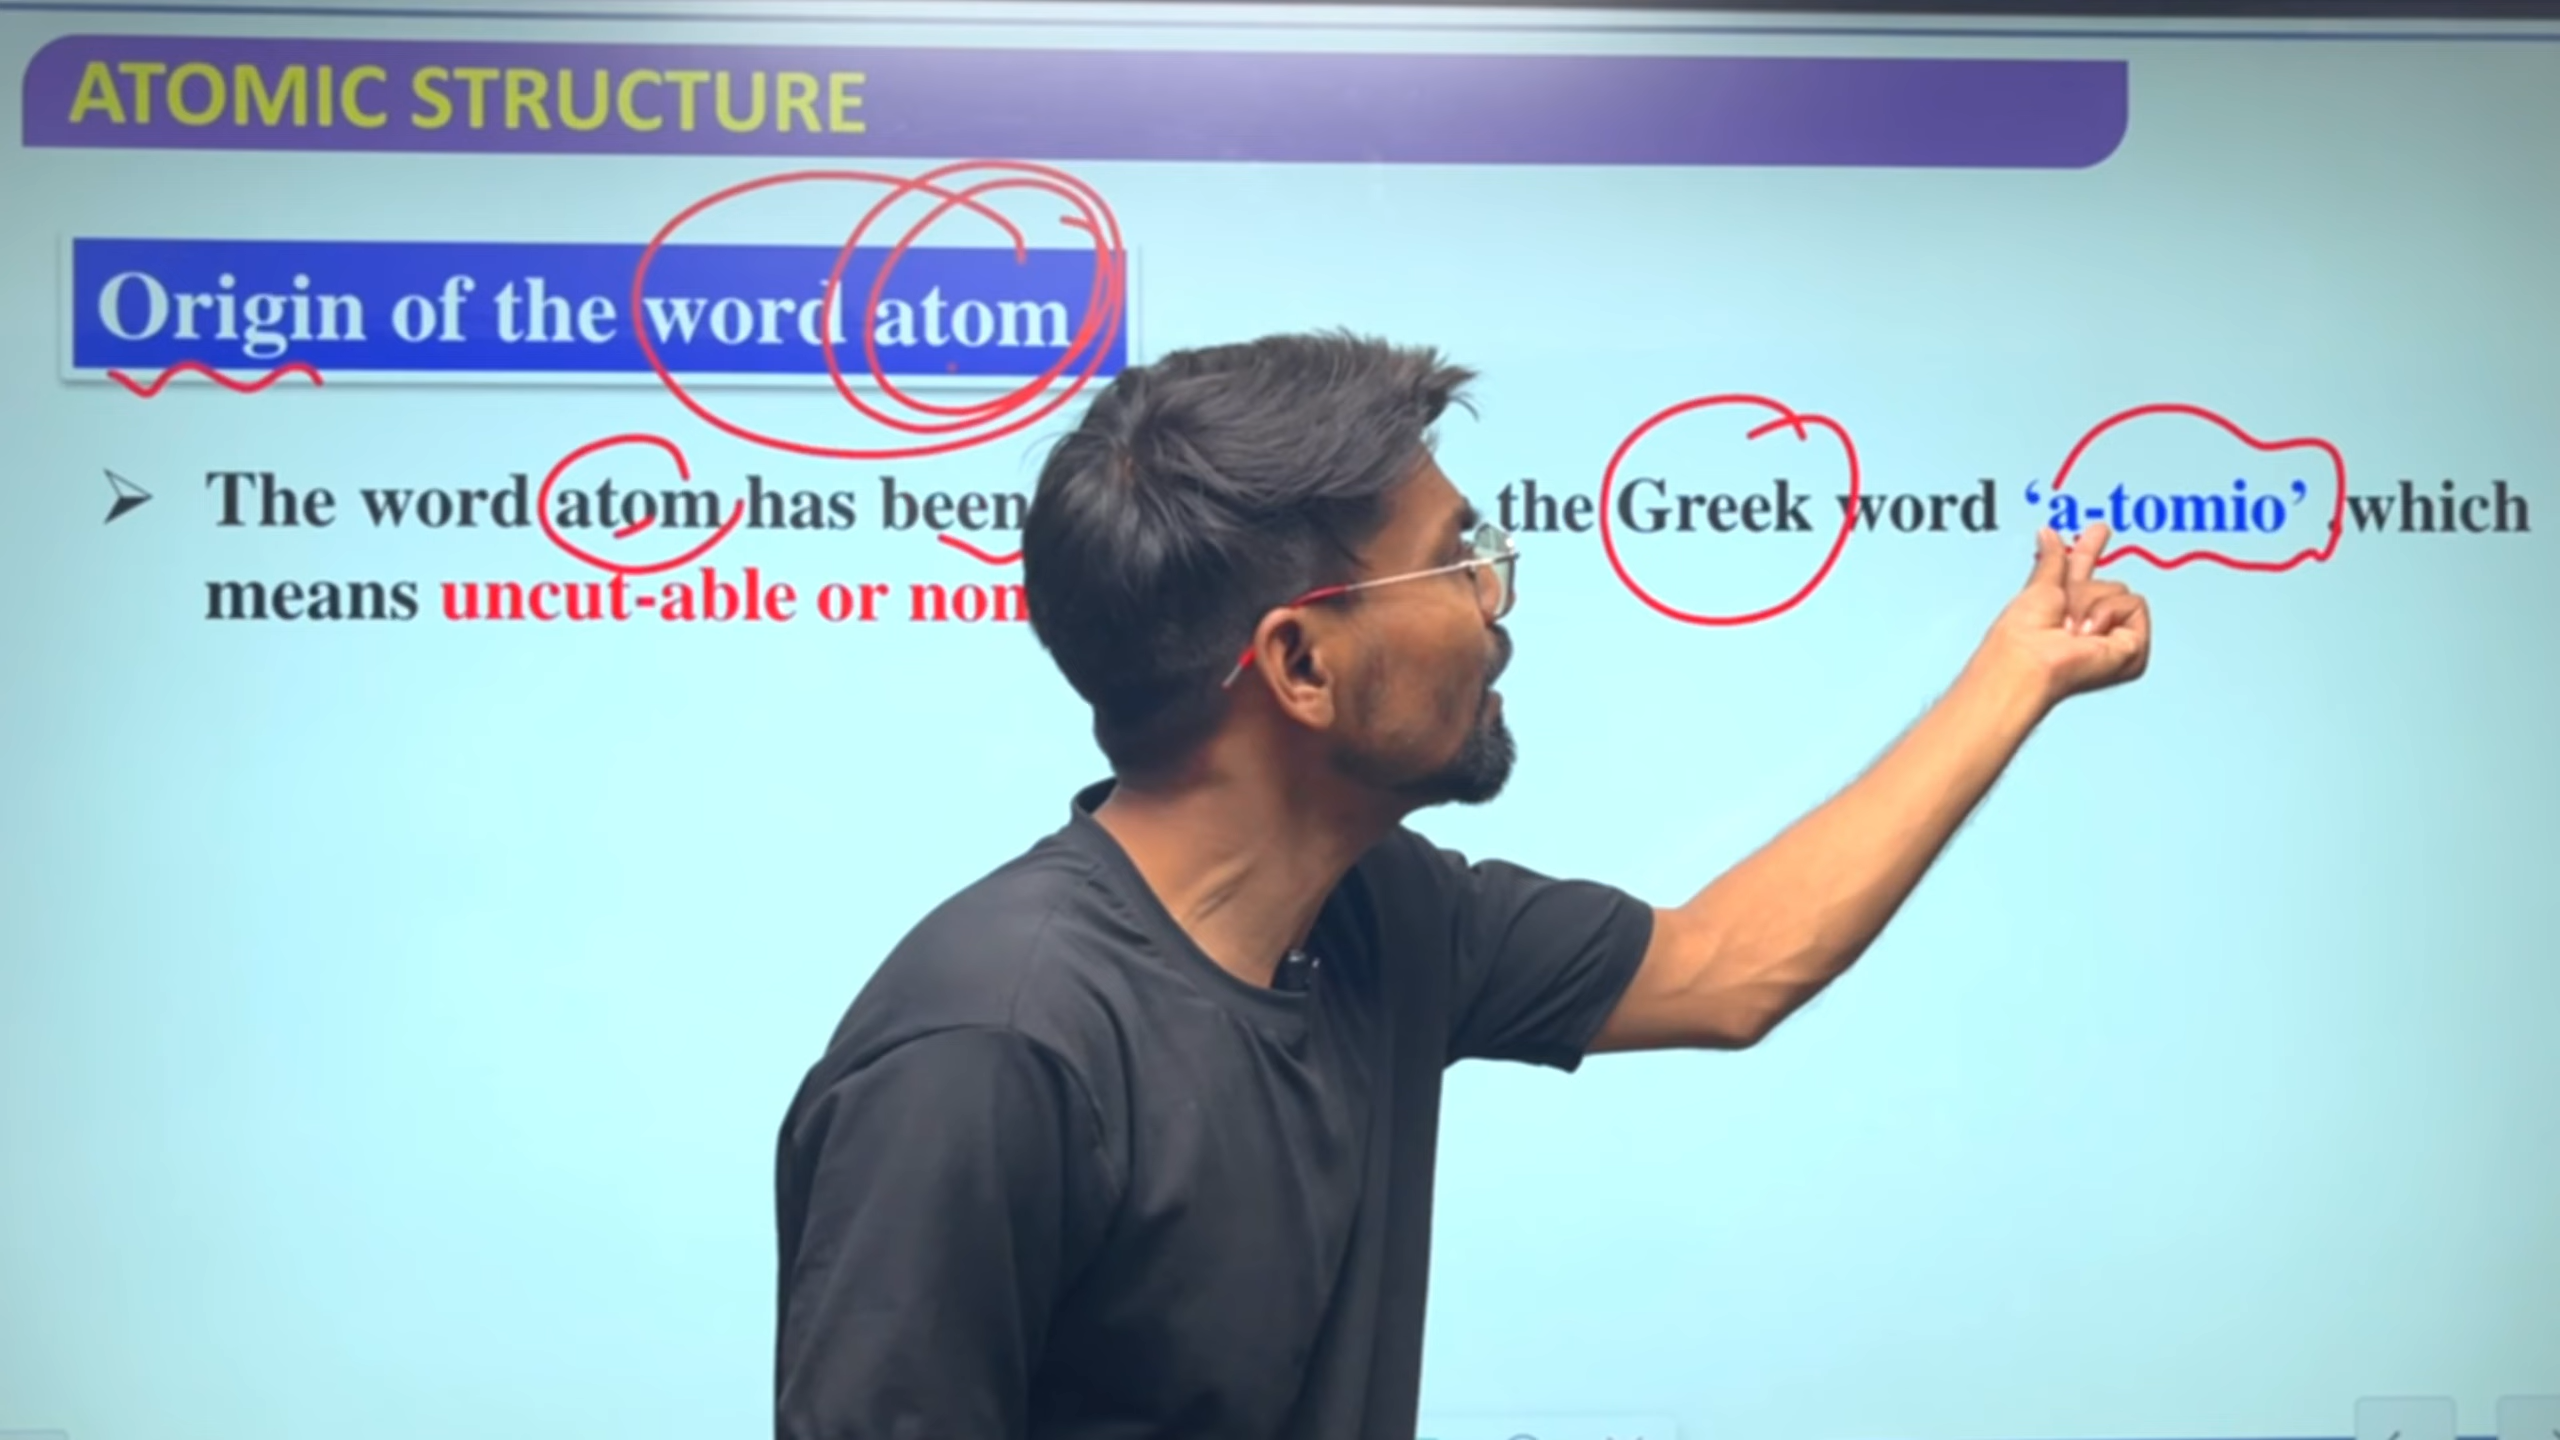 ATOMIC STRUCTURE
Origin of the word atom
➢ The word atom has been the Greek word ‘a-tomio’, which
means uncut-able or non